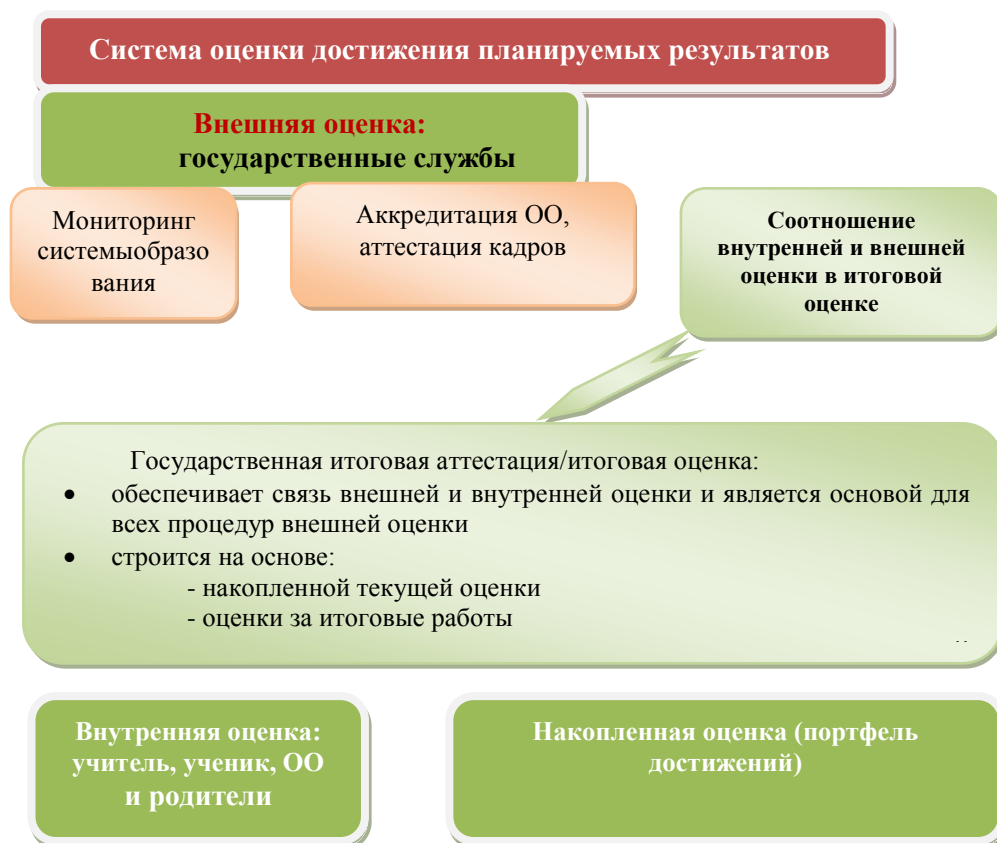 Система оценки достижения планируемых результатов
Внешняя оценка:
государственные службы
Мониторинг
системыобразо
вания
Аккредитация ОО,
аттестация кадров
Соотношение
внутренней и внешней
оценки в итоговой
оценке
Государственная итоговая аттестация/итоговая оценка:
• обеспечивает связь внешней и внутренней оценки и является основой для
всех процедур внешней оценки
• строится на основе:
- накопленной текущей оценки
- оценки за итоговые работы
Внутренняя оценка:
учитель, ученик, ОО
и родители
Накопленная оценка (портфель
достижений)